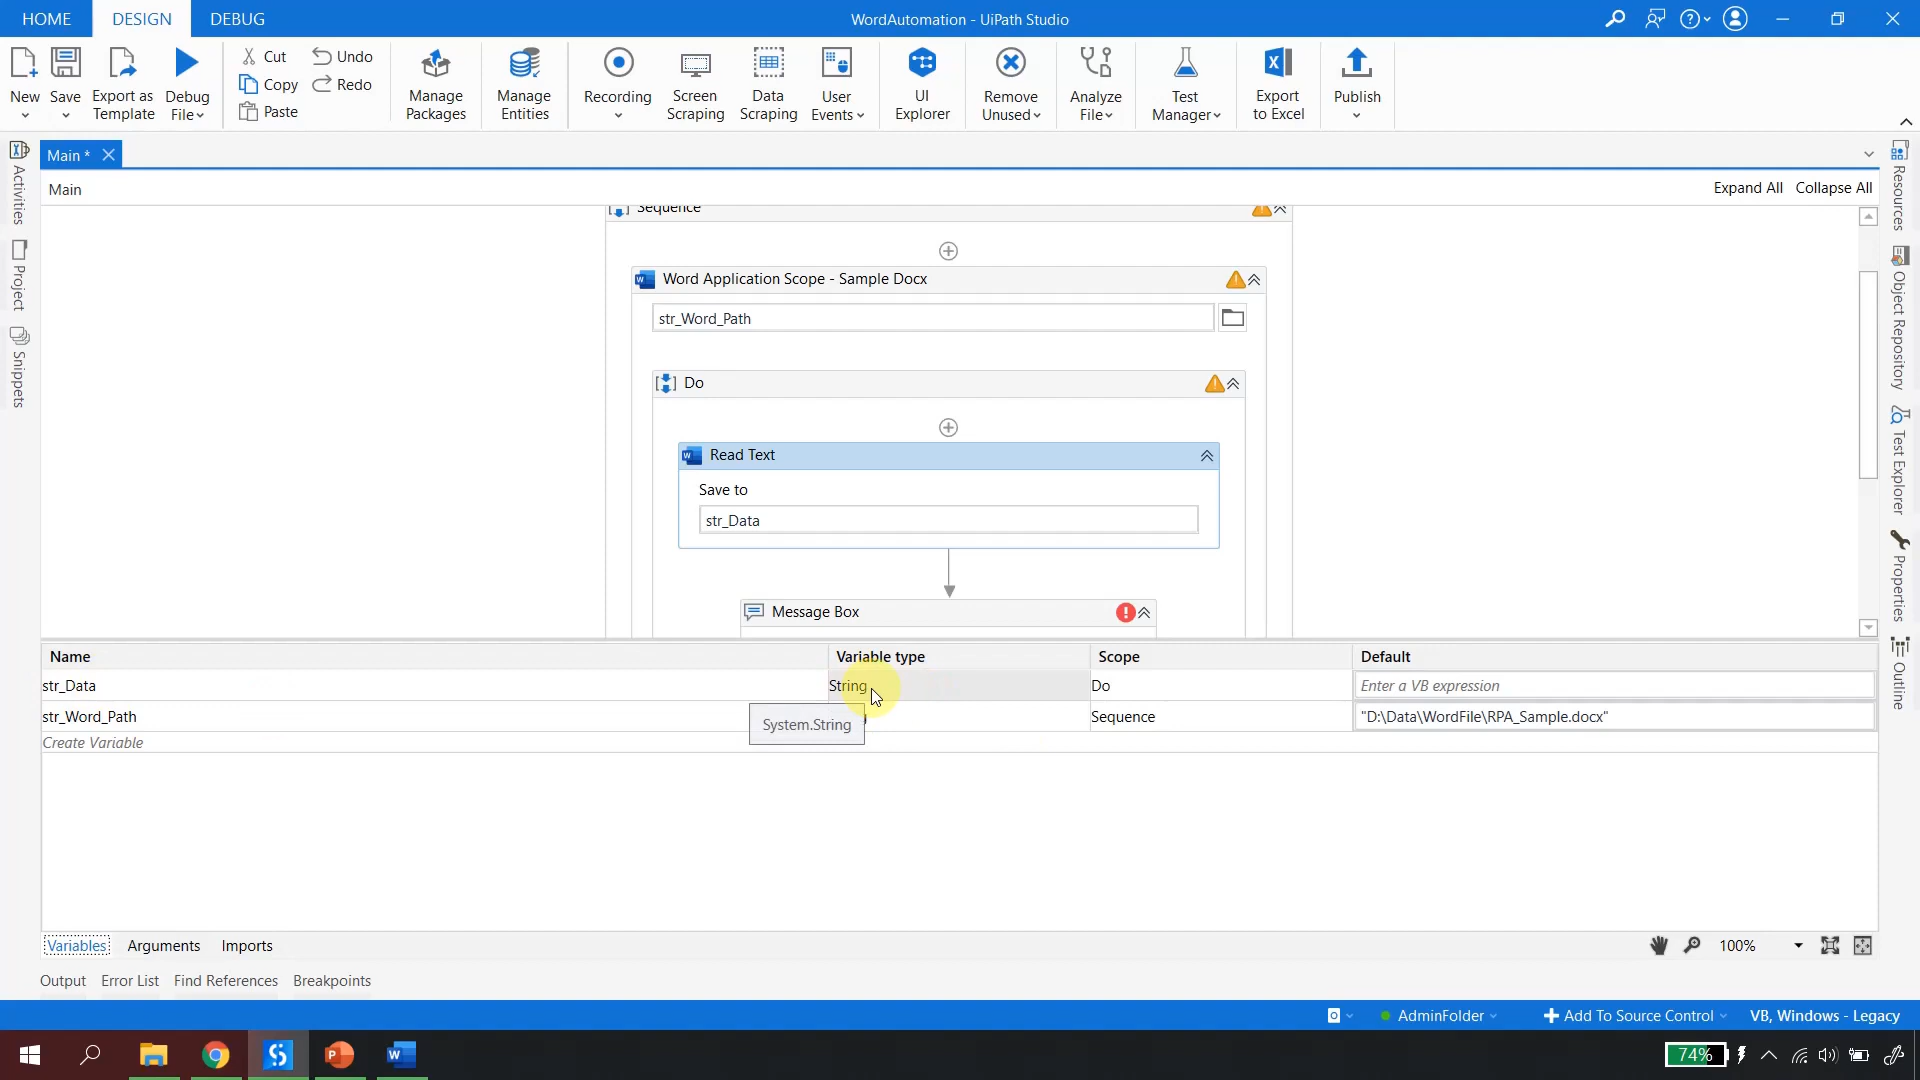 HOME DESIGN DEBUG
WordAutomation - UiPath Studio
New
Save
Export as
Template
Debug
File
Cut
Copy
Paste
Undo
Redo
Manage
Packages
Manage
Entities
Recording
Screen
Scraping
Data
Scraping
User
Events
UI
Explorer
Remove
Unused
Analyze
File
Test
Manager
Export
to Excel
Publish
Main *
Main
Expand All Collapse All
Activities
Project
Snippets
Resources
Object Repository
Test Explorer
Properties
Outline
Sequence
Word Application Scope - Sample Docx
str_Word_Path
Do
Read Text
Save to
str_Data
Message Box
Name Variable type Scope Default
str_Data String Do Enter a VB expression
str_Word_Path Sequence "D:\Data\WordFile\RPA_Sample.docx"
System.String
Create Variable
Variables Arguments Imports
100%
Output Error List Find References Breakpoints
AdminFolder Add To Source Control VB, Windows - Legacy
74%